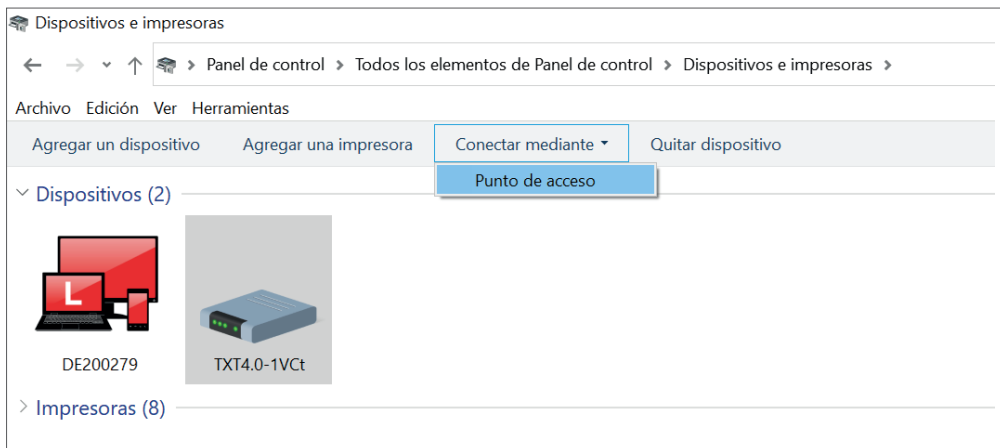 Dispositivos e impresoras
Panel de control > Todos los elementos de Panel de control > Dispositivos e impresoras >
Archivo Edición Ver Herramientas
Agregar un dispositivo Agregar una impresora Conectar mediante Quitar dispositivo
Punto de acceso
Dispositivos (2)
L
DE200279 TXT4.0-1VCt
Impresoras (8)